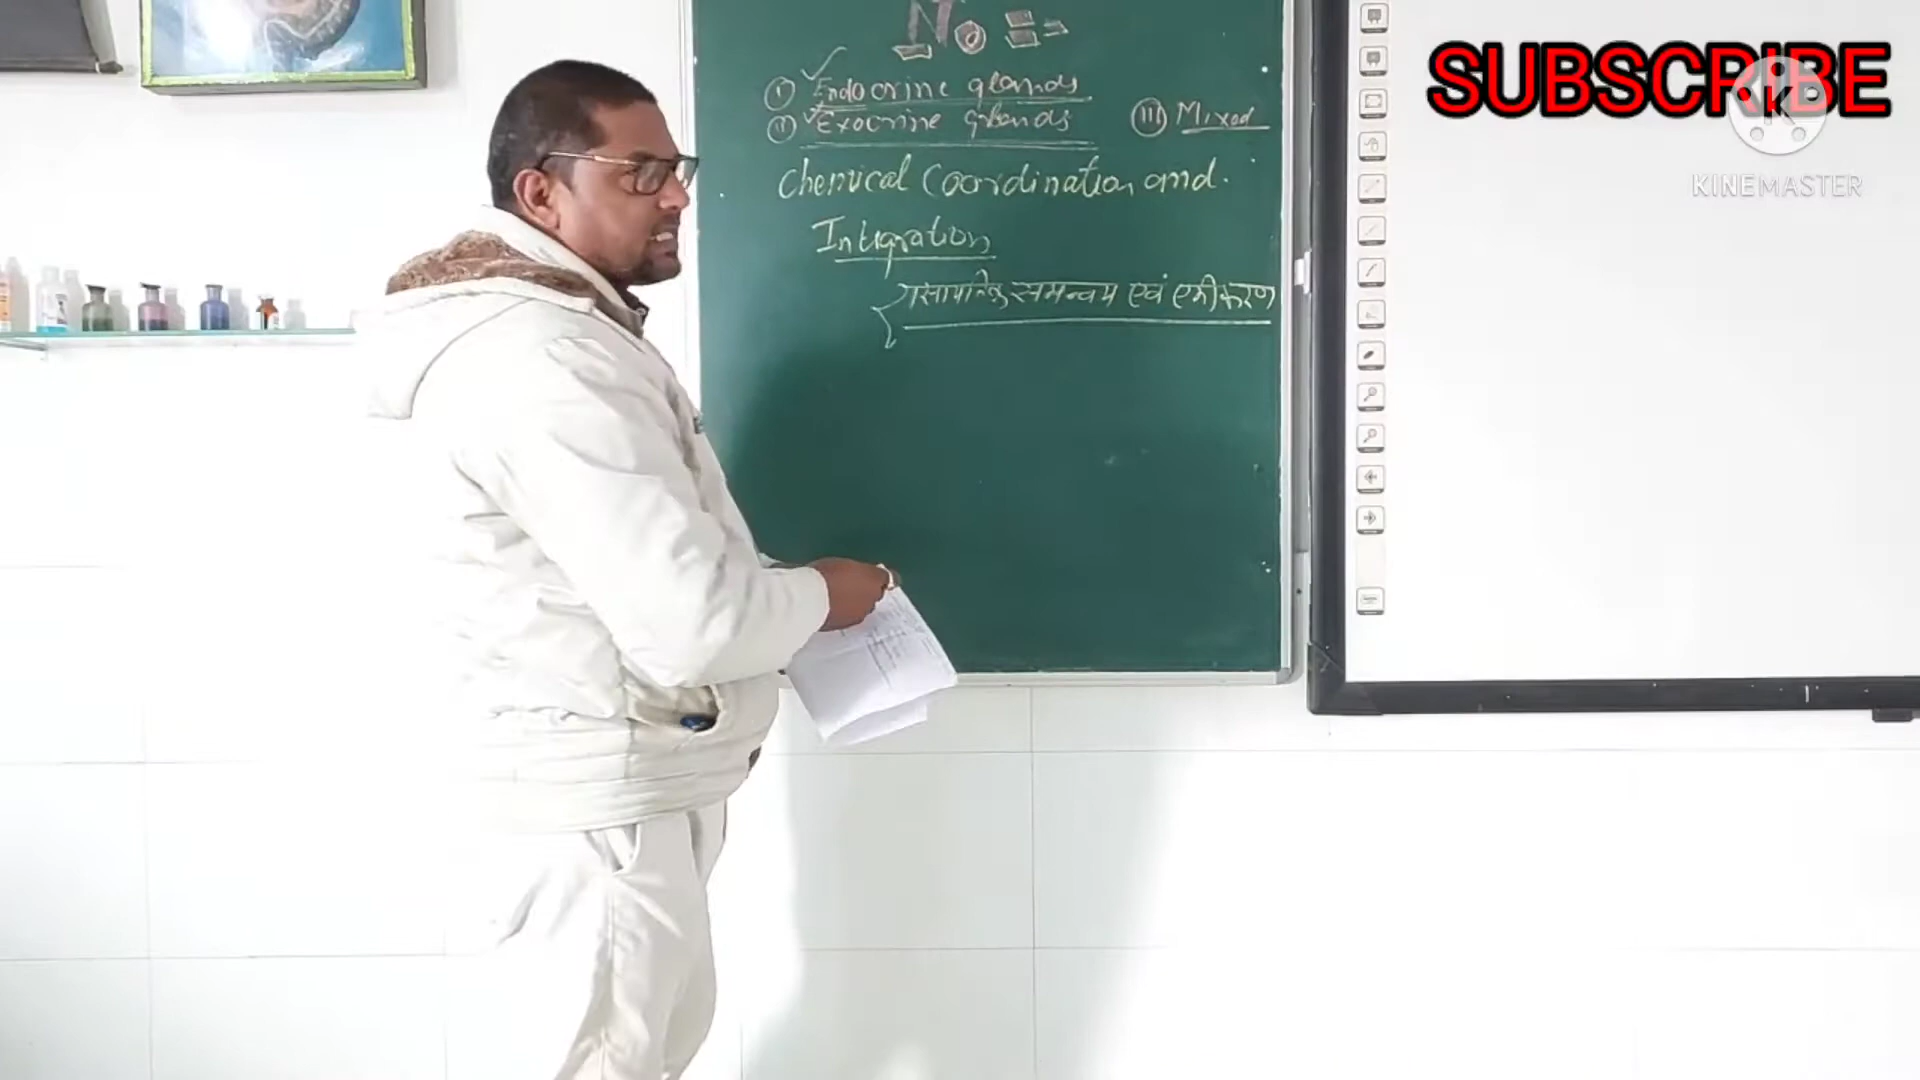 No =
(I) Endocrine glands
(II) Exocrine glands
(III) Mixed
Chemical Coordination and
Integration
रासायनिक समन्वय एवं एकीकरण
SUBSCRIBE
K
KINEMASTER